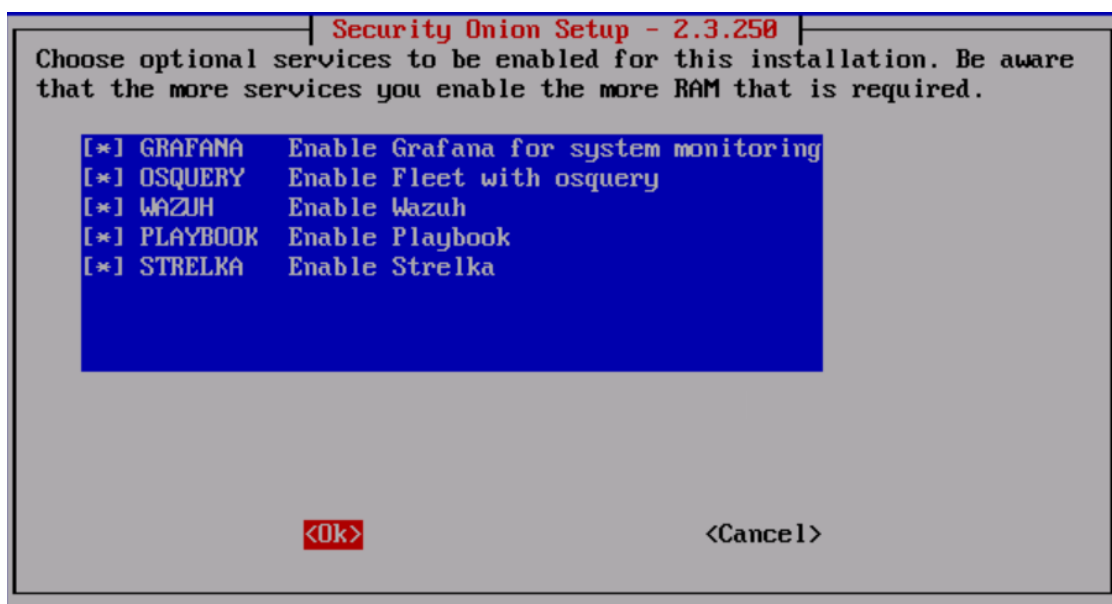 Security Onion Setup - 2.3.250
Choose optional services to be enabled for this installation. Be aware
that the more services you enable the more RAM that is required.
[*] GRAFANA Enable Grafana for system monitoring
[*] OSQUERY Enable Fleet with osquery
[*] WAZUH Enable Wazuh
[*] PLAYBOOK Enable Playbook
[*] STRELKA Enable Strelka
<Ok> <Cancel>